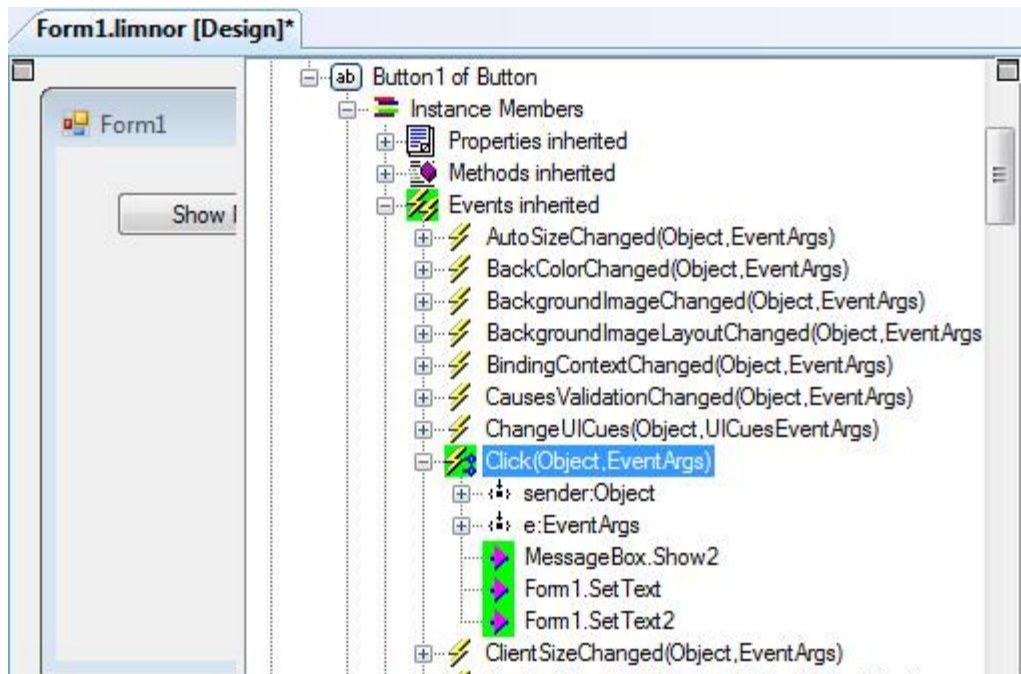 Form1.limnor [Design]*
ab Button1 of Button
Instance Members
Form1
Properties inherited
Methods inherited
Show
Events inherited
AutoSizeChanged(Object,EventArgs)
BackColorChanged(Object,EventArgs)
BackgroundImageChanged(Object,EventArgs)
BackgroundImageLayoutChanged(Object,EventArgs
BindingContextChanged(Object,EventArgs)
CausesValidationChanged(Object,EventArgs)
ChangeUICues(Object,UICuesEventArgs)
Click(Object,EventArgs)
sender:Object
e:EventArgs
MessageBox.Show2
Form1.SetText
Form1.SetText2
ClientSizeChanged(Object,EventArgs)